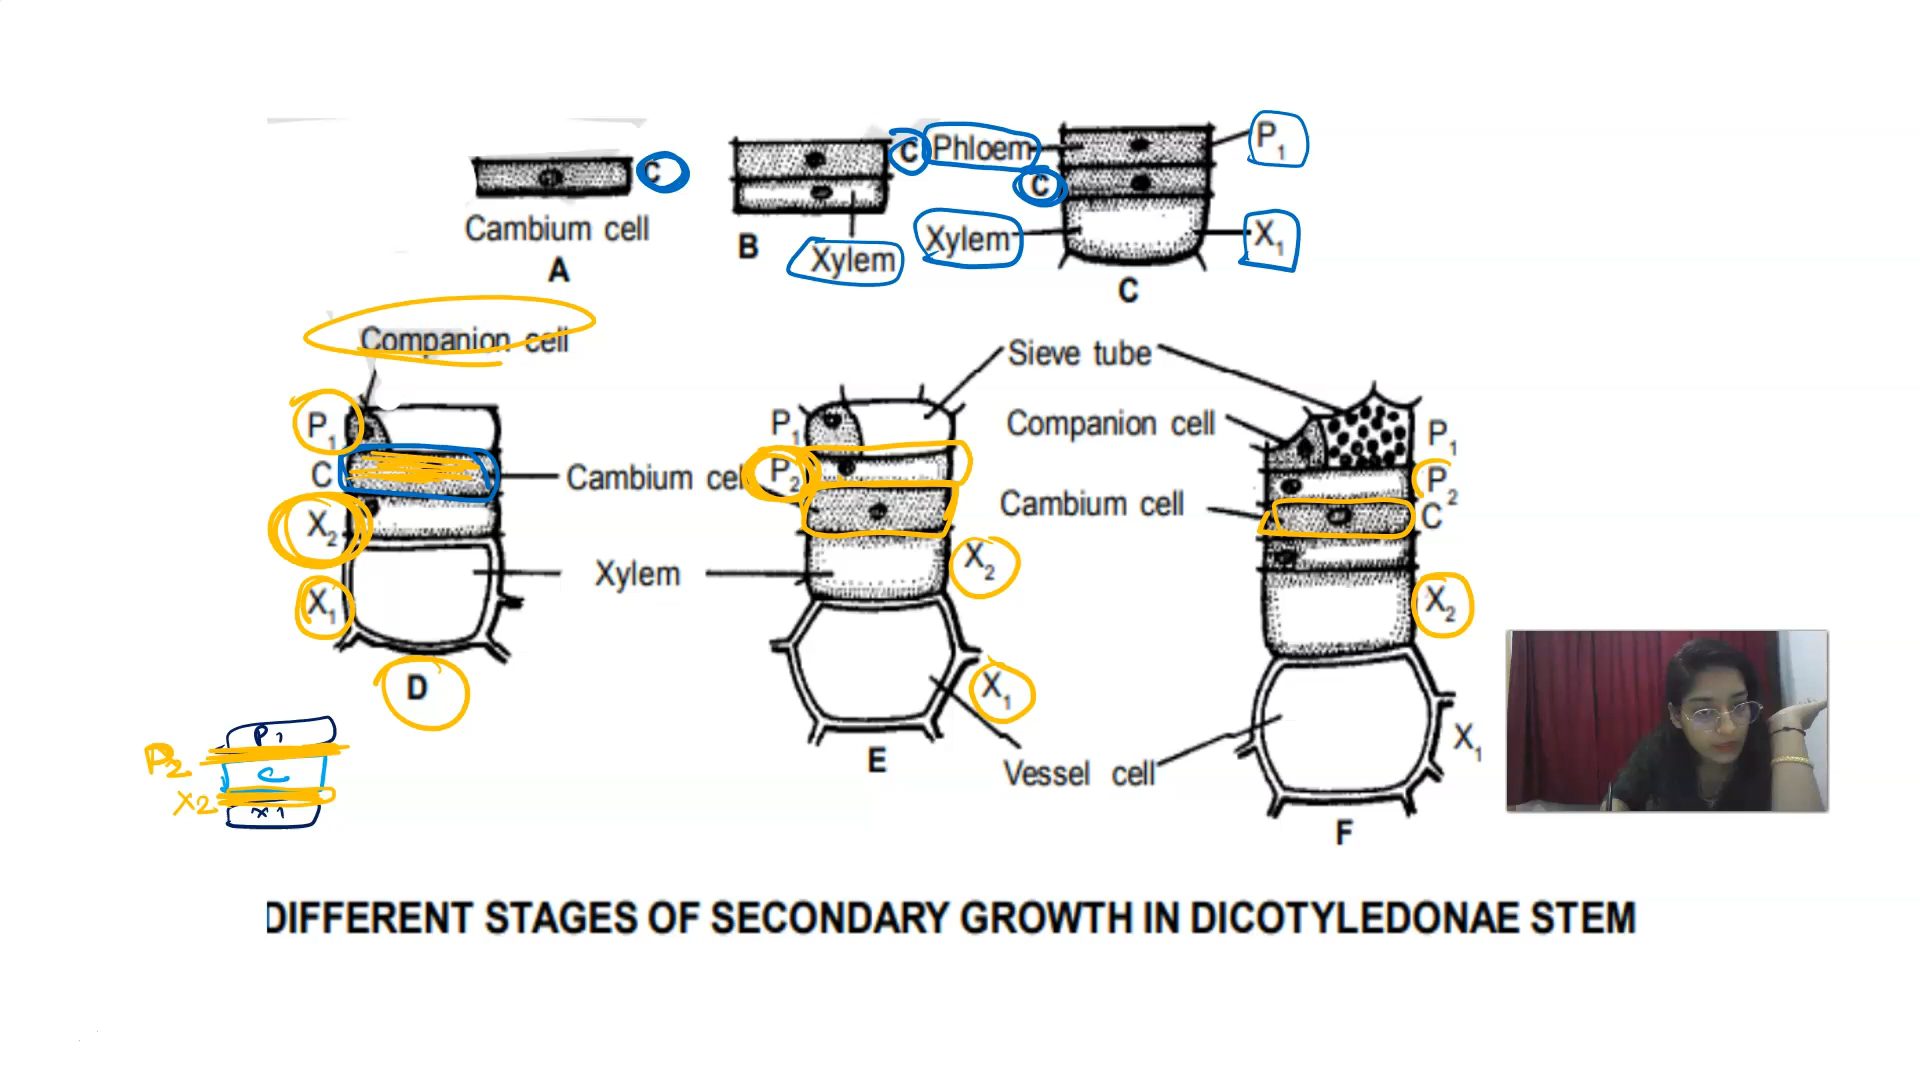 C
Cambium cell
A
C
Xylem
B
Phloem
C
Xylem
P1
X1
C
Companion cell
P1
C
X2
X1
D
Cambium cell
Xylem
Sieve tube
Companion cell
Cambium cell
Vessel cell
P1
P2
X2
X1
E
P1
P2
C
X2
X1
F
P1
P2
C
X2
X1
DIFFERENT STAGES OF SECONDARY GROWTH IN DICOTYLEDONAE STEM